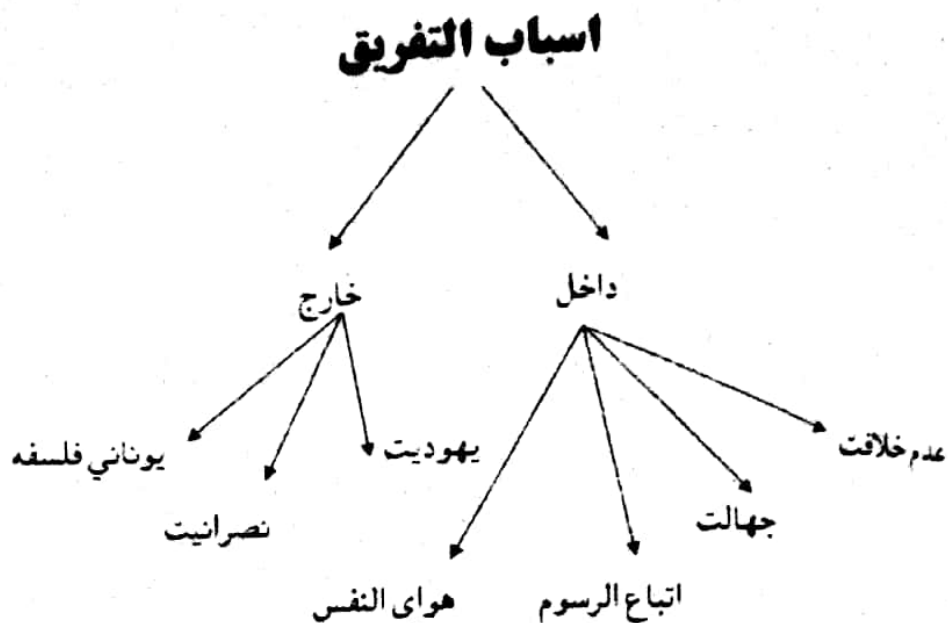 اسباب التفريق
داخل
خارج
عدم خلافت
جهالت
اتباع الرسوم
هوای النفس
يهوديت
نصرانيت
يوناني فلسفه